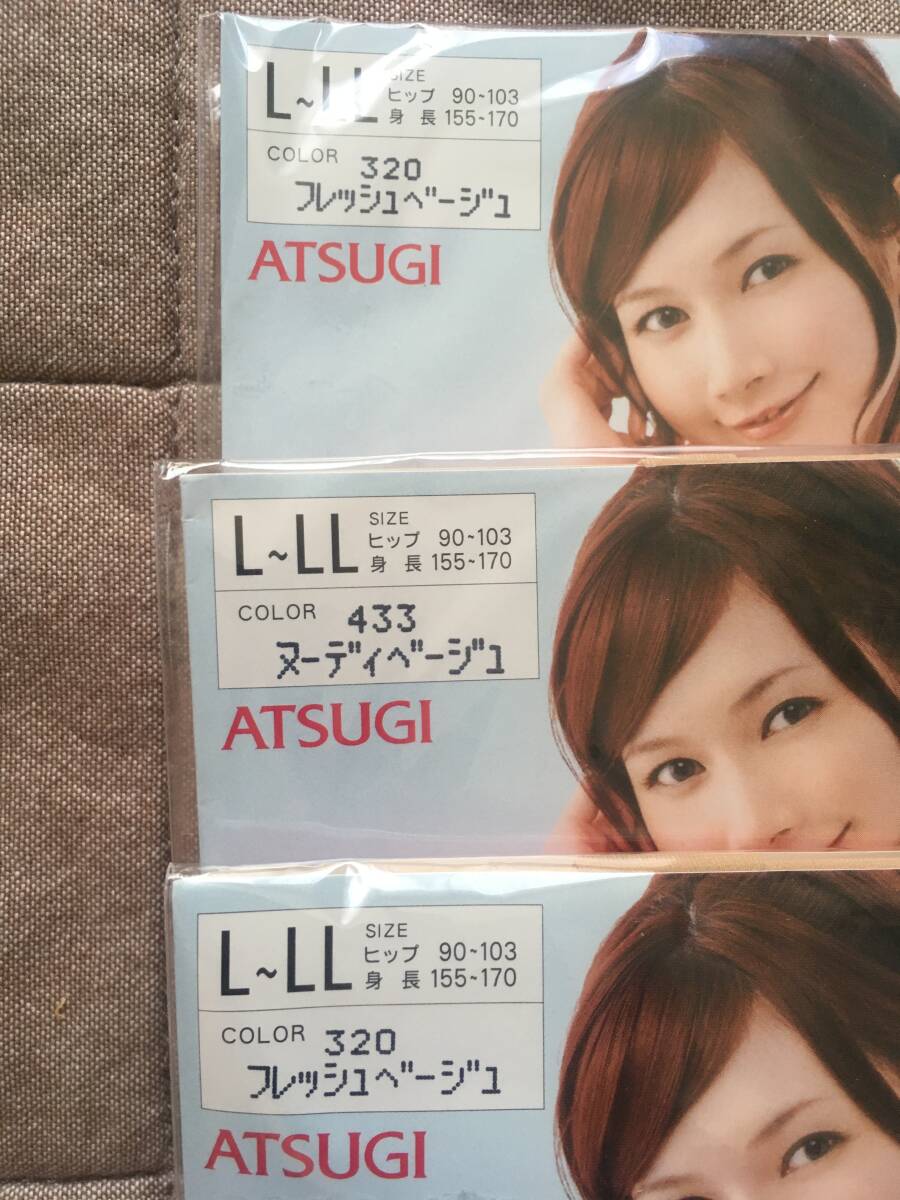 L~LL
SIZE
ヒップ 90~103
身 長 155~170
COLOR 320
フレッシュベージュ
ATSUGI
L~LL
SIZE
ヒップ 90~103
身 長 155~170
COLOR 433
ヌーディベージュ
ATSUGI
L~LL
SIZE
ヒップ 90~103
身 長 155~170
COLOR 320
フレッシュベージュ
ATSUGI